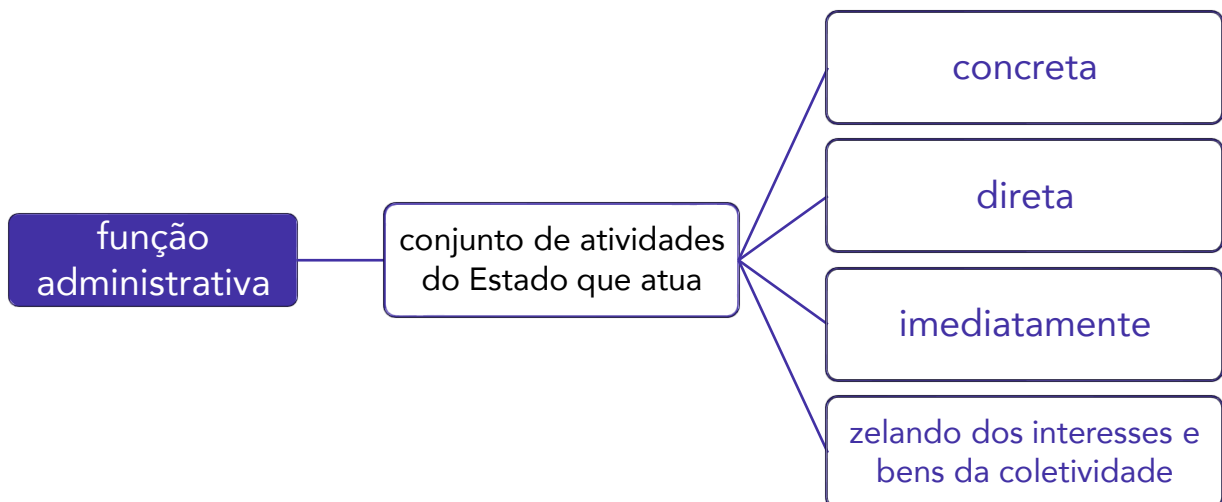 função
administrativa
conjunto de atividades
do Estado que atua
concreta
direta
imediatamente
zelando dos interesses e
bens da coletividade